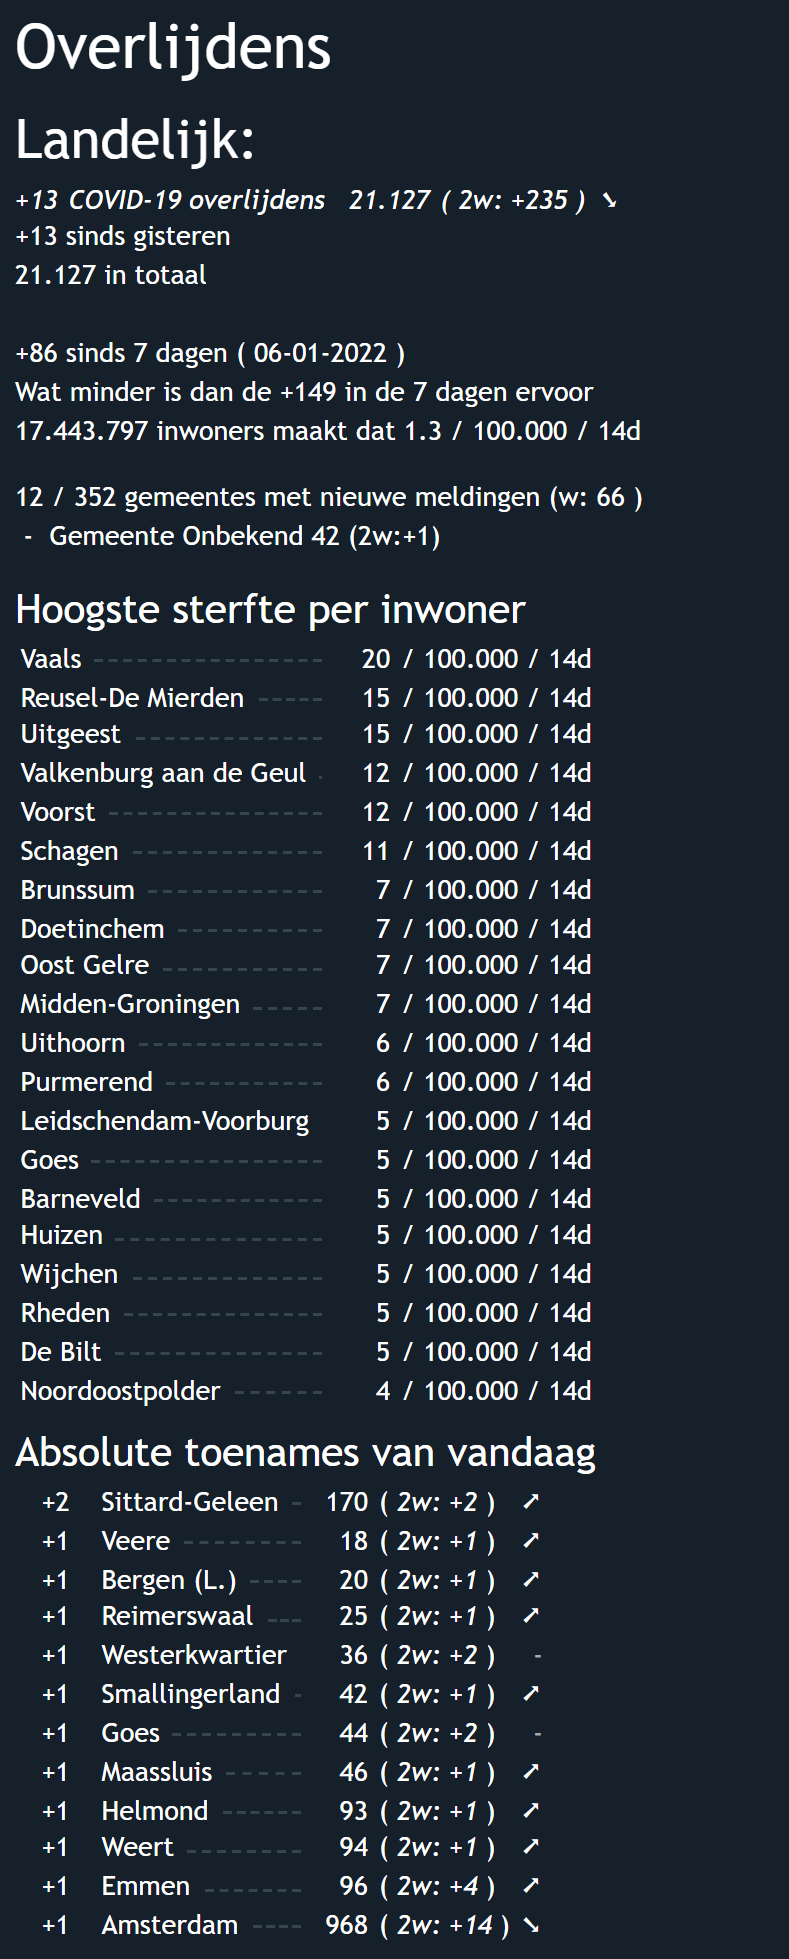 Overlijdens
Landelijk:
+13 COVID-19 overlijdens 21.127 ( 2w: +235 ) ➘
+13 sinds gisteren
21.127 in totaal
+86 sinds 7 dagen ( 06-01-2022 )
Wat minder is dan de +149 in de 7 dagen ervoor
17.443.797 inwoners maakt dat 1.3 / 100.000 / 14d
12 / 352 gemeentes met nieuwe meldingen (w: 66 )
- Gemeente Onbekend 42 (2w:+1)
Hoogste sterfte per inwoner
Vaals ---------------- 20 / 100.000 / 14d
Reusel-De Mierden ----- 15 / 100.000 / 14d
Uitgeest ------------- 15 / 100.000 / 14d
Valkenburg aan de Geul - 12 / 100.000 / 14d
Voorst --------------- 12 / 100.000 / 14d
Schagen ------------- 11 / 100.000 / 14d
Brunssum ------------ 7 / 100.000 / 14d
Doetinchem ---------- 7 / 100.000 / 14d
Oost Gelre ----------- 7 / 100.000 / 14d
Midden-Groningen ----- 7 / 100.000 / 14d
Uithoorn ------------- 6 / 100.000 / 14d
Purmerend ----------- 6 / 100.000 / 14d
Leidschendam-Voorburg 5 / 100.000 / 14d
Goes ---------------- 5 / 100.000 / 14d
Barneveld ------------ 5 / 100.000 / 14d
Huizen -------------- 5 / 100.000 / 14d
Wijchen ------------- 5 / 100.000 / 14d
Rheden -------------- 5 / 100.000 / 14d
De Bilt -------------- 5 / 100.000 / 14d
Noordoostpolder ------ 4 / 100.000 / 14d
Absolute toenames van vandaag
+2 Sittard-Geleen - 170 ( 2w: +2 ) ➚
+1 Veere -------- 18 ( 2w: +1 ) ➚
+1 Bergen (L.) ---- 20 ( 2w: +1 ) ➚
+1 Reimerswaal --- 25 ( 2w: +1 ) ➚
+1 Westerkwartier 36 ( 2w: +2 ) -
+1 Smallingerland - 42 ( 2w: +1 ) ➚
+1 Goes --------- 44 ( 2w: +2 ) -
+1 Maassluis ----- 46 ( 2w: +1 ) ➚
+1 Helmond ------ 93 ( 2w: +1 ) ➚
+1 Weert -------- 94 ( 2w: +1 ) ➚
+1 Emmen ------- 96 ( 2w: +4 ) ➚
+1 Amsterdam ---- 968 ( 2w: +14 ) ➘